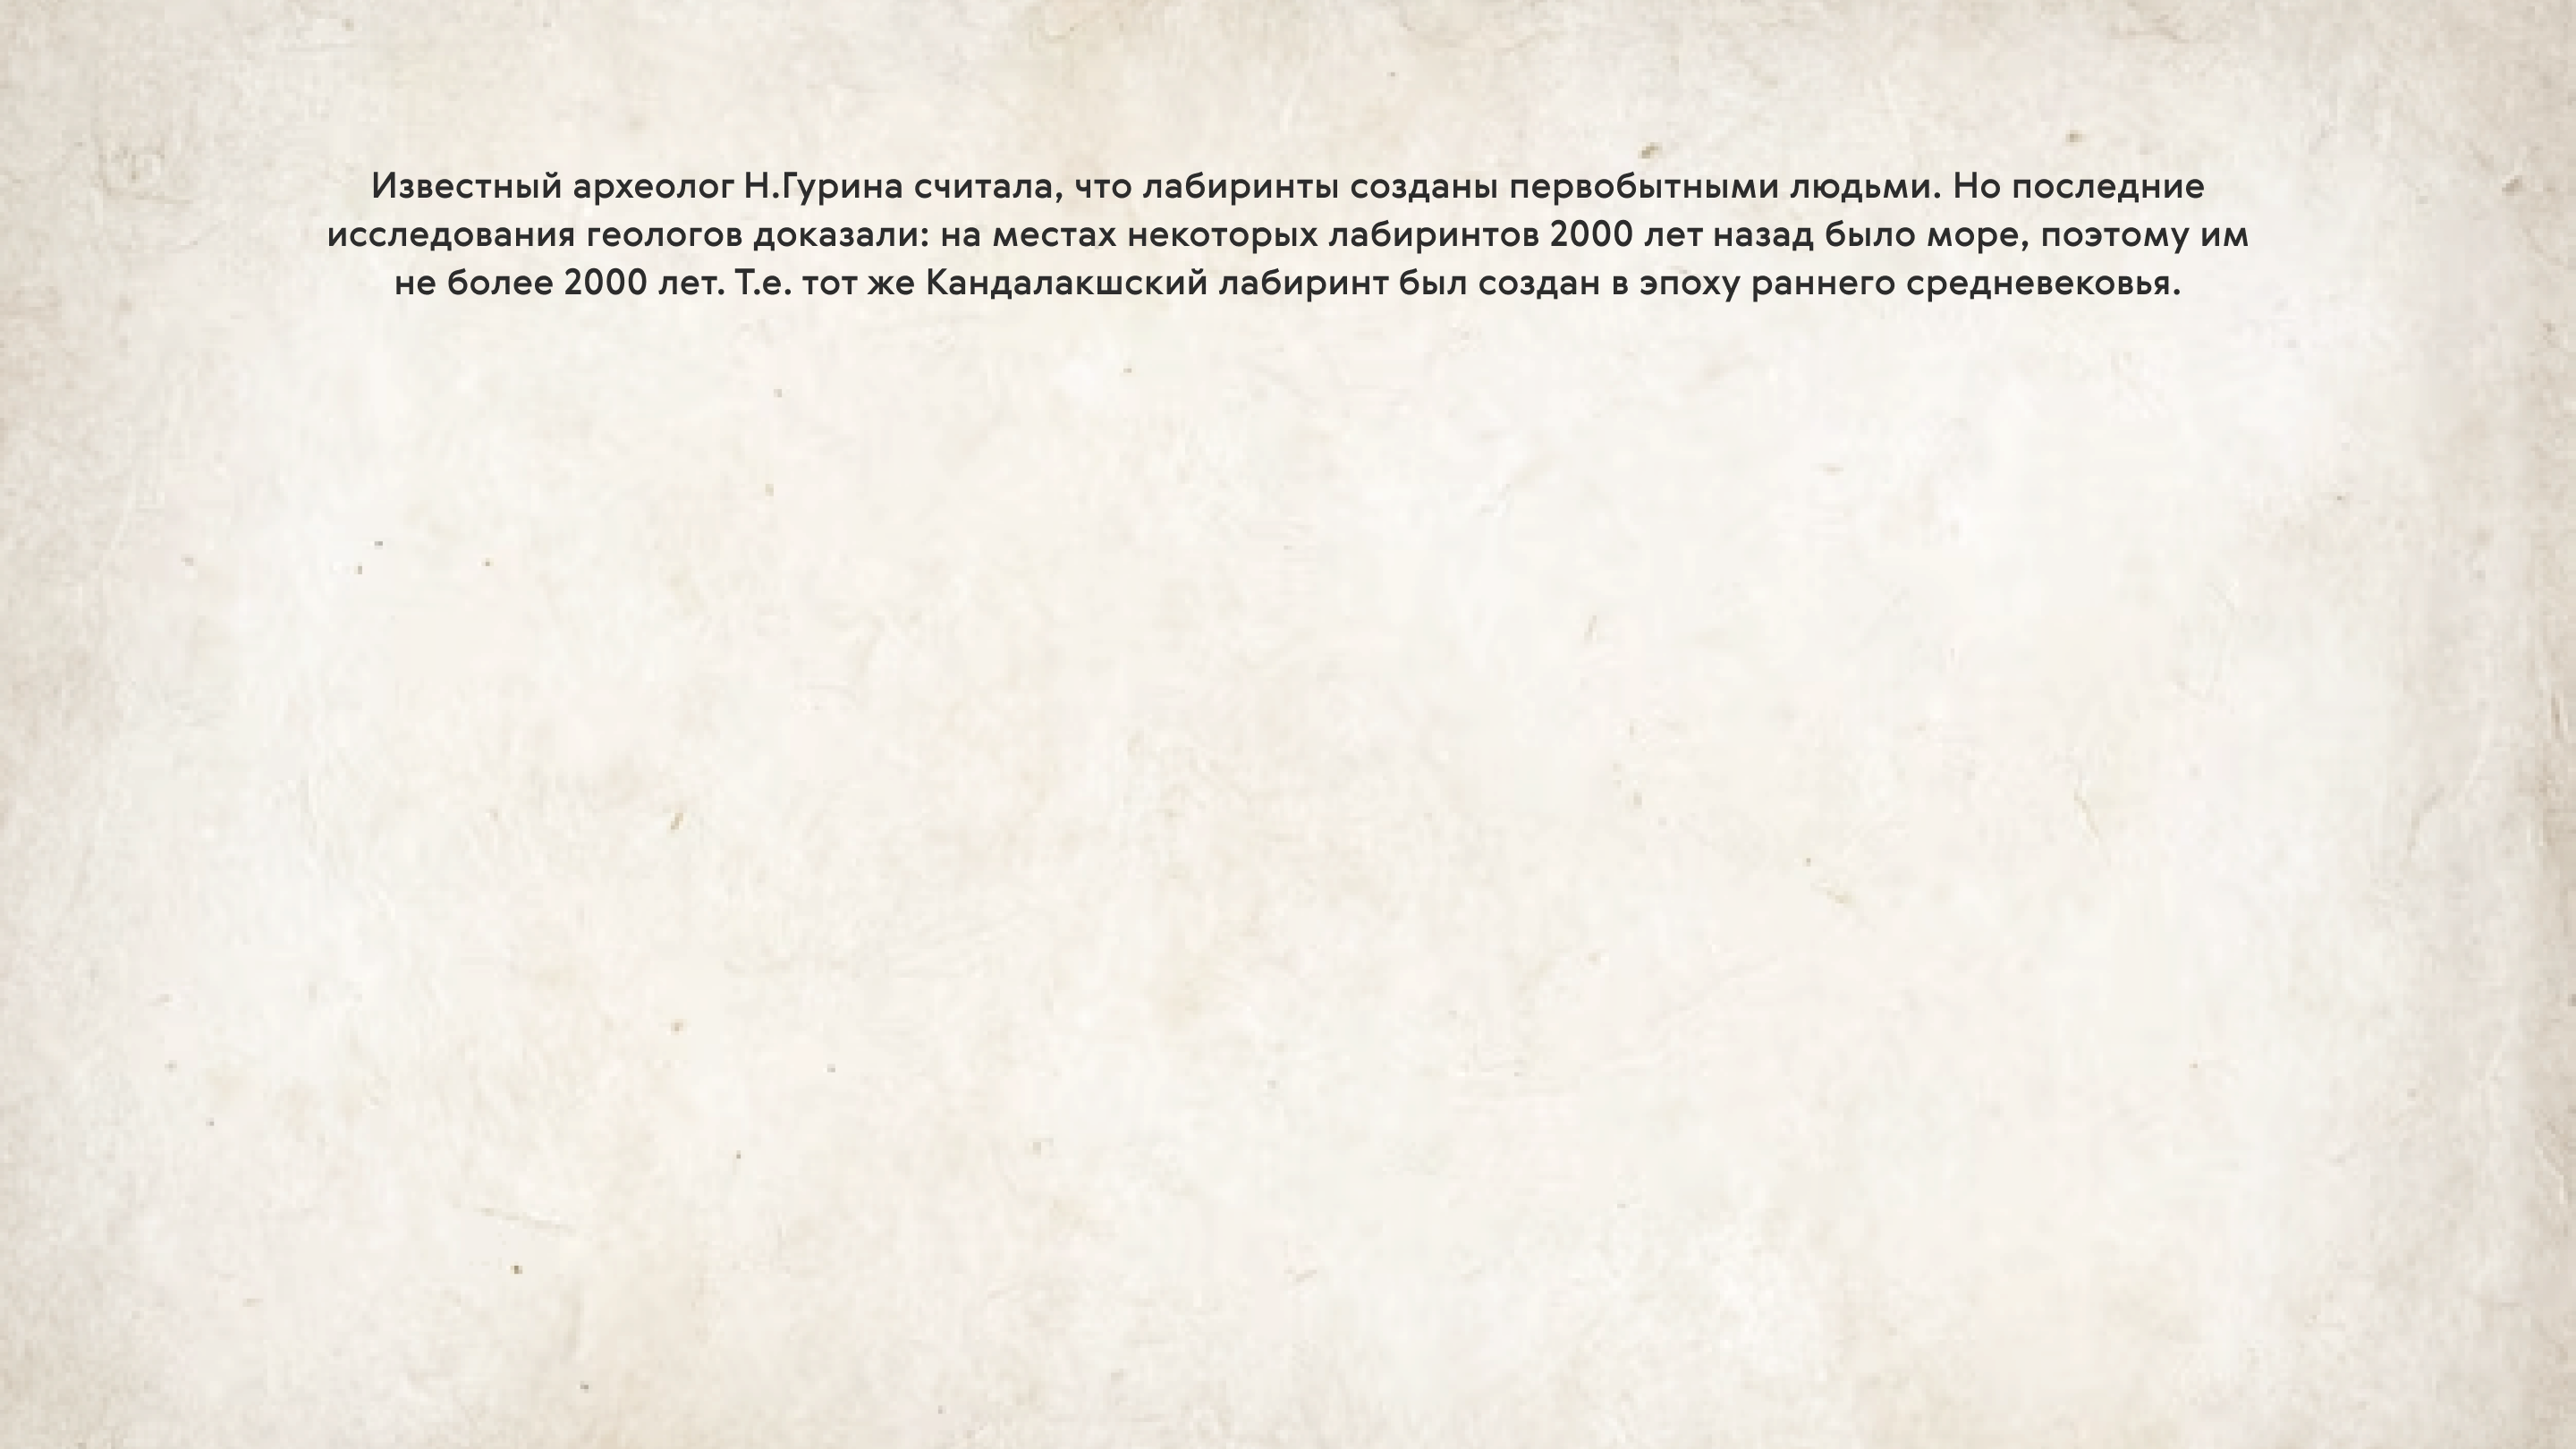 Известный археолог Н.Гурина считала, что лабиринты созданы первобытными людьми. Но последние
исследования геологов доказали: на местах некоторых лабиринтов 2000 лет назад было море, поэтому им
не более 2000 лет. Т.е. тот же Кандалакшский лабиринт был создан в эпоху раннего средневековья.